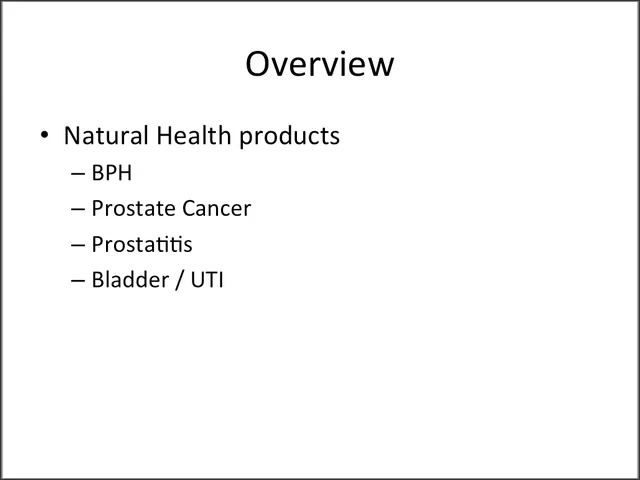 Overview
• Natural Health products
– BPH
– Prostate Cancer
– Prostatitis
– Bladder / UTI